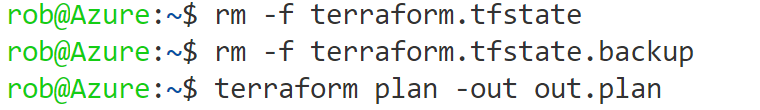 rob@Azure:~$ rm -f terraform.tfstate
rob@Azure:~$ rm -f terraform.tfstate.backup
rob@Azure:~$ terraform plan -out out.plan